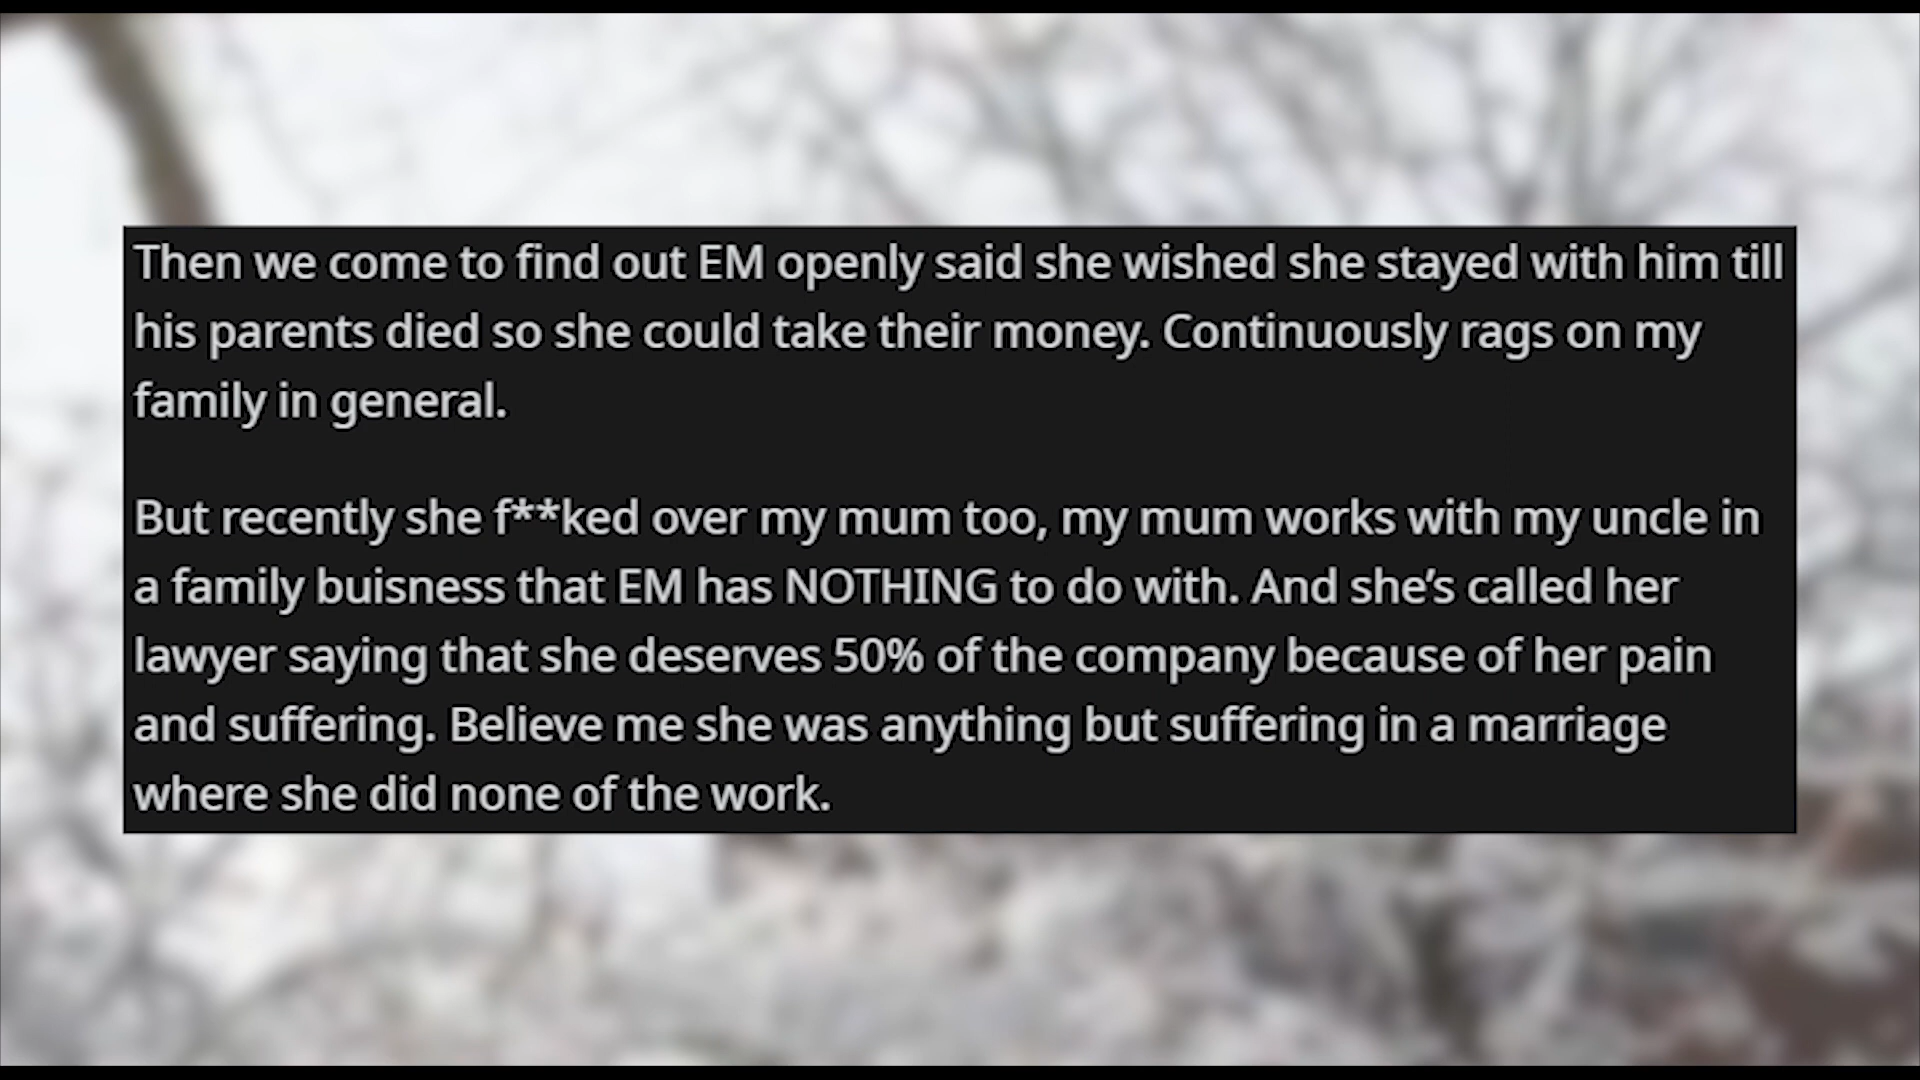 Then we come to find out EM openly said she wished she stayed with him till
his parents died so she could take their money. Continuously rags on my
family in general.
But recently she f**ked over my mum too, my mum works with my uncle in
a family buisness that EM has NOTHING to do with. And she’s called her
lawyer saying that she deserves 50% of the company because of her pain
and suffering. Believe me she was anything but suffering in a marriage
where she did none of the work.